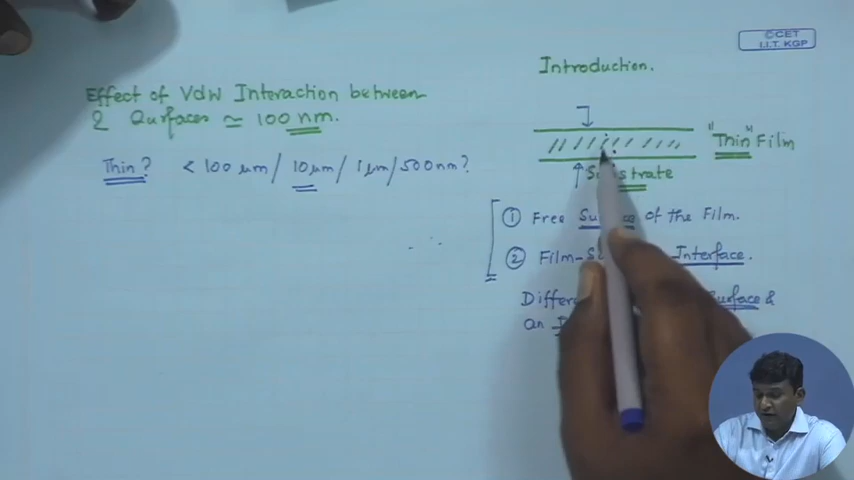 ©CET
I.I.T. KGP
Introduction.
Effect of VdW Interaction between
2 Surfaces ≃ 100 nm.
Thin? < 100 μm / 10 μm / 1 μm / 500 nm?
"Thin" Film
Substrate
① Free Surface of the Film.
② Film- Interface.
Surface &
an